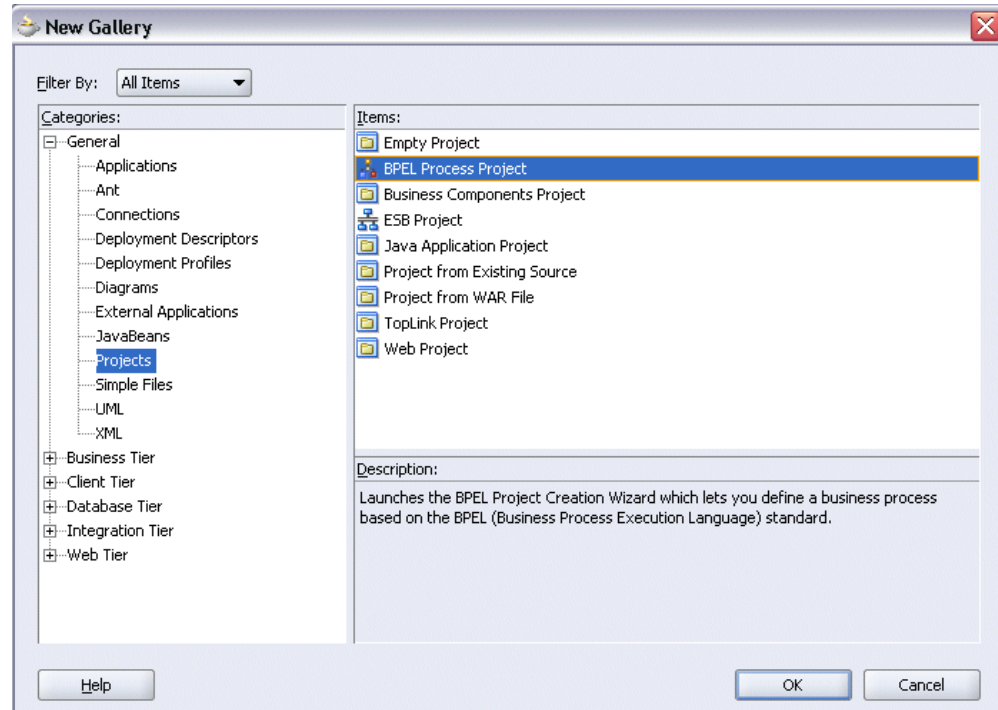 New Gallery
Filter By: All Items
Categories:
General
Applications
Ant
Connections
Deployment Descriptors
Deployment Profiles
Diagrams
External Applications
JavaBeans
Projects
Simple Files
UML
XML
Business Tier
Client Tier
Database Tier
Integration Tier
Web Tier
Items:
Empty Project
BPEL Process Project
Business Components Project
ESB Project
Java Application Project
Project from Existing Source
Project from WAR File
TopLink Project
Web Project
Description:
Launches the BPEL Project Creation Wizard which lets you define a business process
based on the BPEL (Business Process Execution Language) standard.
Help OK Cancel